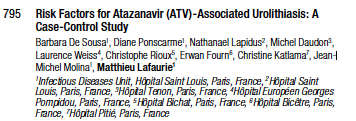 795 Risk Factors for Atazanavir (ATV)-Associated Urolithiasis: A
Case-Control Study
Barbara De Sousa¹, Diane Ponscarme¹, Nathanael Lapidus², Michel Daudon³,
Laurence Weiss⁴, Christophe Rioux⁵, Erwan Fourn⁶, Christine Katlama⁷, Jean-
Michel Molina¹, Matthieu Lafaurie¹
¹Infectious Diseases Unit, Hôpital Saint Louis, Paris, France, ²Hôpital Saint
Louis, Paris, France, ³Hôpital Tenon, Paris, France, ⁴Hôpital Européen Georges
Pompidou, Paris, France, ⁵Hôpital Bichat, Paris, France, ⁶Hôpital Bicêtre, Paris,
France, ⁷Hôpital Pitié, Paris, France